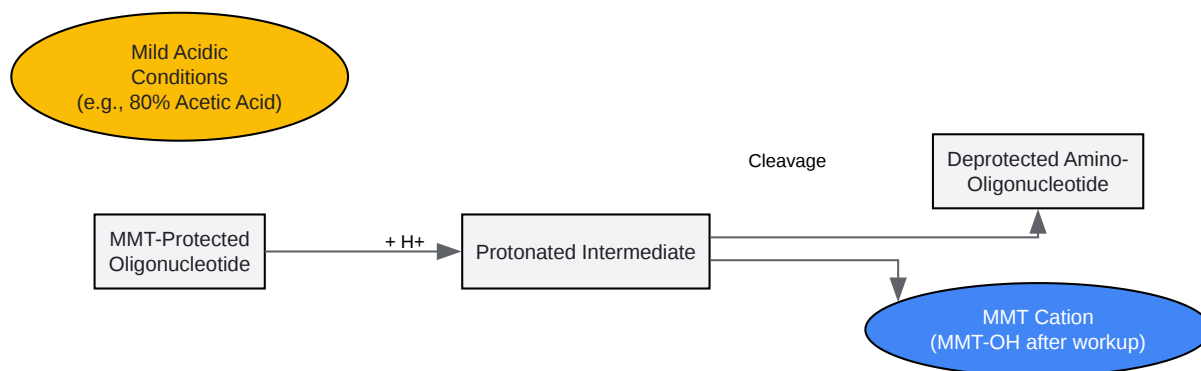 Mild Acidic
Conditions
(e.g., 80% Acetic Acid)
Cleavage
Deprotected Amino-
Oligonucleotide
MMT-Protected
Oligonucleotide
+ H+
Protonated Intermediate
MMT Cation
(MMT-OH after workup)